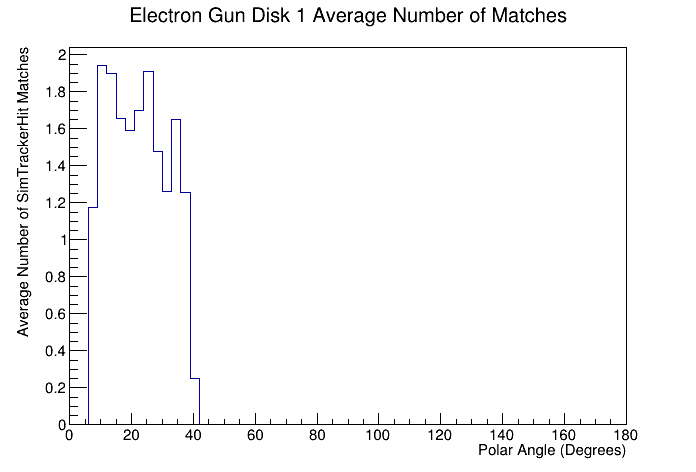 Electron Gun Disk 1 Average Number of Matches
Average Number of SimTrackerHit Matches
2
1.8
1.6
1.4
1.2
1
0.8
0.6
0.4
0.2
0
0 20 40 60 80 100 120 140 160 180
Polar Angle (Degrees)